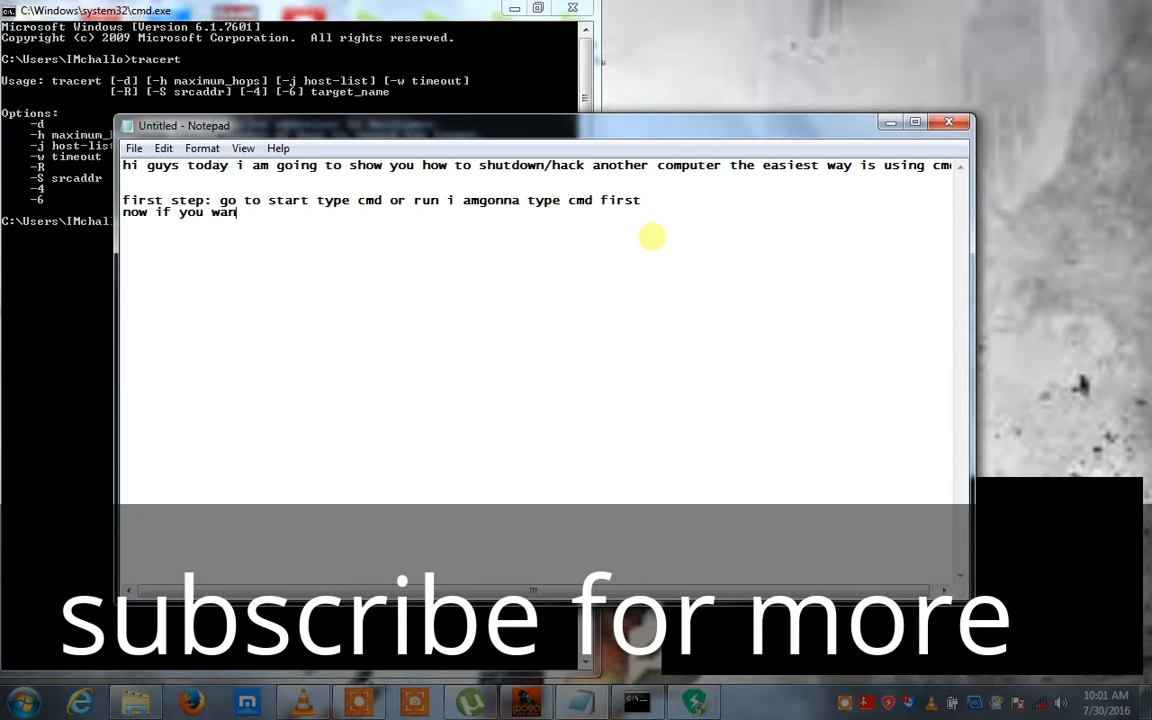 C:\Windows\system32\cmd.exe
Microsoft Windows [Version 6.1.7601]
Copyright (c) 2009 Microsoft Corporation.  All rights reserved.
C:\Users\IMchallo>tracert
Usage: tracert [-d] [-h maximum_hops] [-j host-list] [-w timeout]
[-R] [-S srcaddr] [-4] [-6] target_name
Options:
-d
-h maximum_h
-j host-list
-w timeout
-R
-S srcaddr
-4
-6
C:\Users\IMchall
Untitled - Notepad
File Edit Format View Help
hi guys today i am going to show you how to shutdown/hack another computer the easiest way is using cmd
first step: go to start type cmd or run i amgonna type cmd first
now if you wan
subscribe for more
10:01 AM
7/30/2016